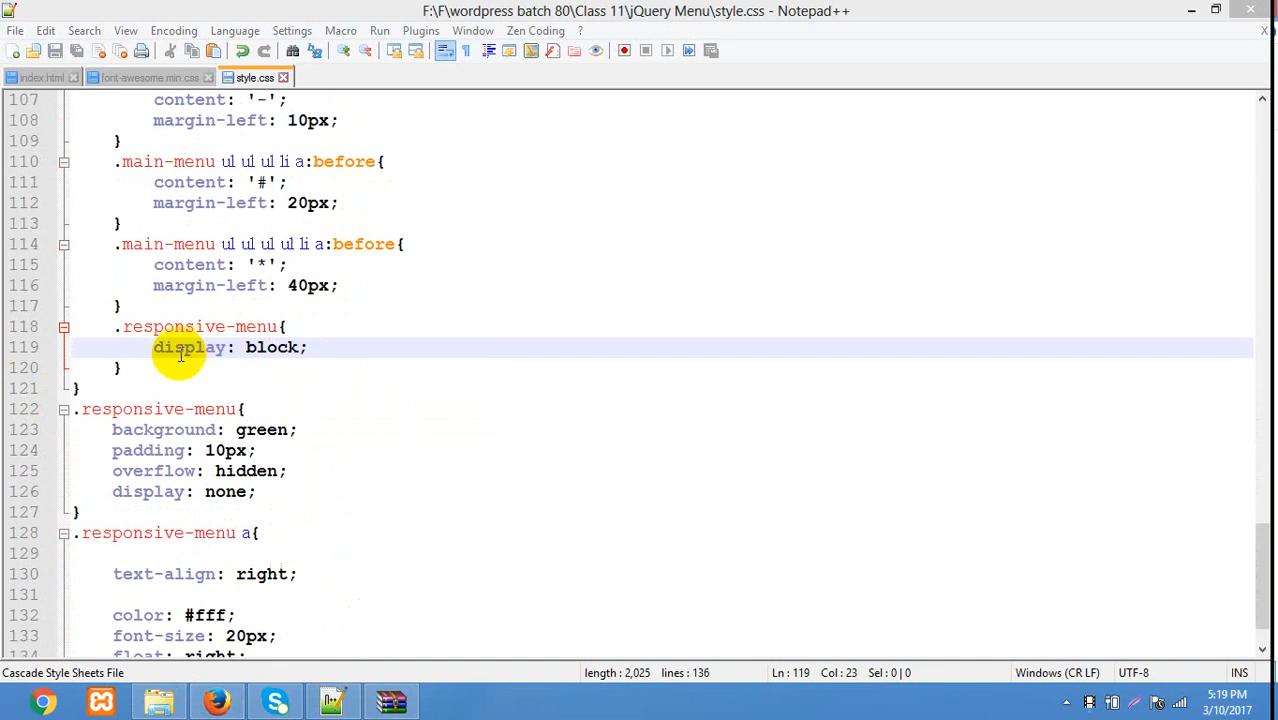 F:\F\wordpress batch 80\Class 11\jQuery Menu\style.css - Notepad++
File Edit Search View Encoding Language Settings Macro Run Plugins Window Zen Coding ? X
index.html font-awesome.min.css style.css
107 content: '-';
108 margin-left: 10px;
109 }
110 .main-menu ul ul ul li a:before{
111 content: '#';
112 margin-left: 20px;
113 }
114 .main-menu ul ul ul ul li a:before{
115 content: '*';
116 margin-left: 40px;
117 }
118 .responsive-menu{
119 display: block;
120 }
121 }
122 .responsive-menu{
123 background: green;
124 padding: 10px;
125 overflow: hidden;
126 display: none;
127 }
128 .responsive-menu a{
129
130 text-align: right;
131
132 color: #fff;
133 font-size: 20px;
134 float: right;
Cascade Style Sheets File length : 2,025 lines : 136 Ln : 119 Col : 23 Sel : 0 | 0 Windows (CR LF) UTF-8 INS
5:19 PM
3/10/2017